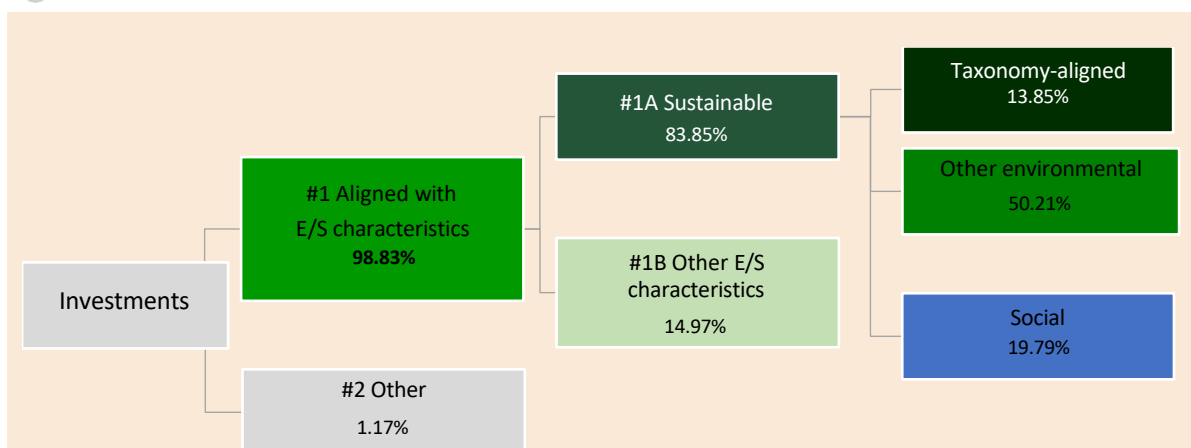 Investments
#1 Aligned with
E/S characteristics
98.83%
#2 Other
1.17%
#1A Sustainable
83.85%
#1B Other E/S
characteristics
14.97%
Taxonomy-aligned
13.85%
Other environmental
50.21%
Social
19.79%